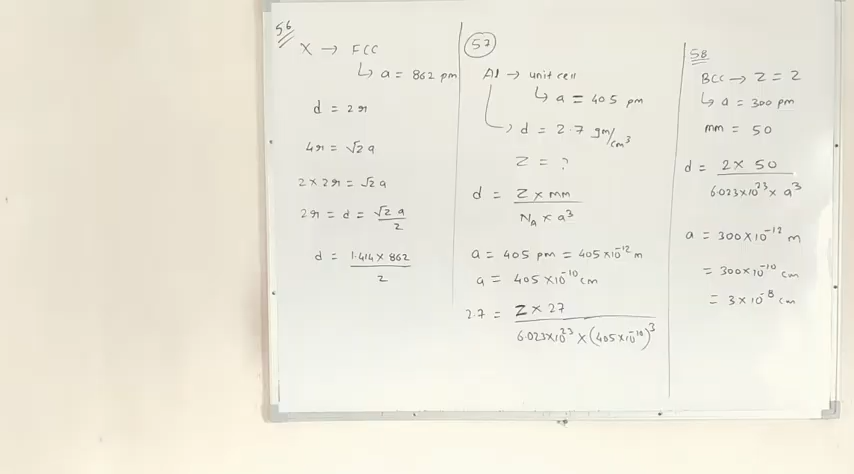 56
X → FCC
↳ a = 862 pm
d = 2r
4r = √2 a
2 × 2r = √2 a
2r = d = √2 a / 2
d = 1.414 × 862 / 2
57
Al → unit cell
↳ a = 405 pm
↳ d = 2.7 gm/cm³
Z = ?
d = Z × mm / N_A × a³
a = 405 pm = 405×10⁻¹² m
a = 405 ×10⁻¹⁰ cm
2.7 = Z × 27 / 6.023×10²³ × (405×10⁻¹⁰)³
58
BCC → Z = 2
↳ a = 300 pm
mm = 50
d = 2 × 50 / 6.023×10²³ × a³
a = 300×10⁻¹² m
= 300×10⁻¹⁰ cm
= 3×10⁻⁸ cm